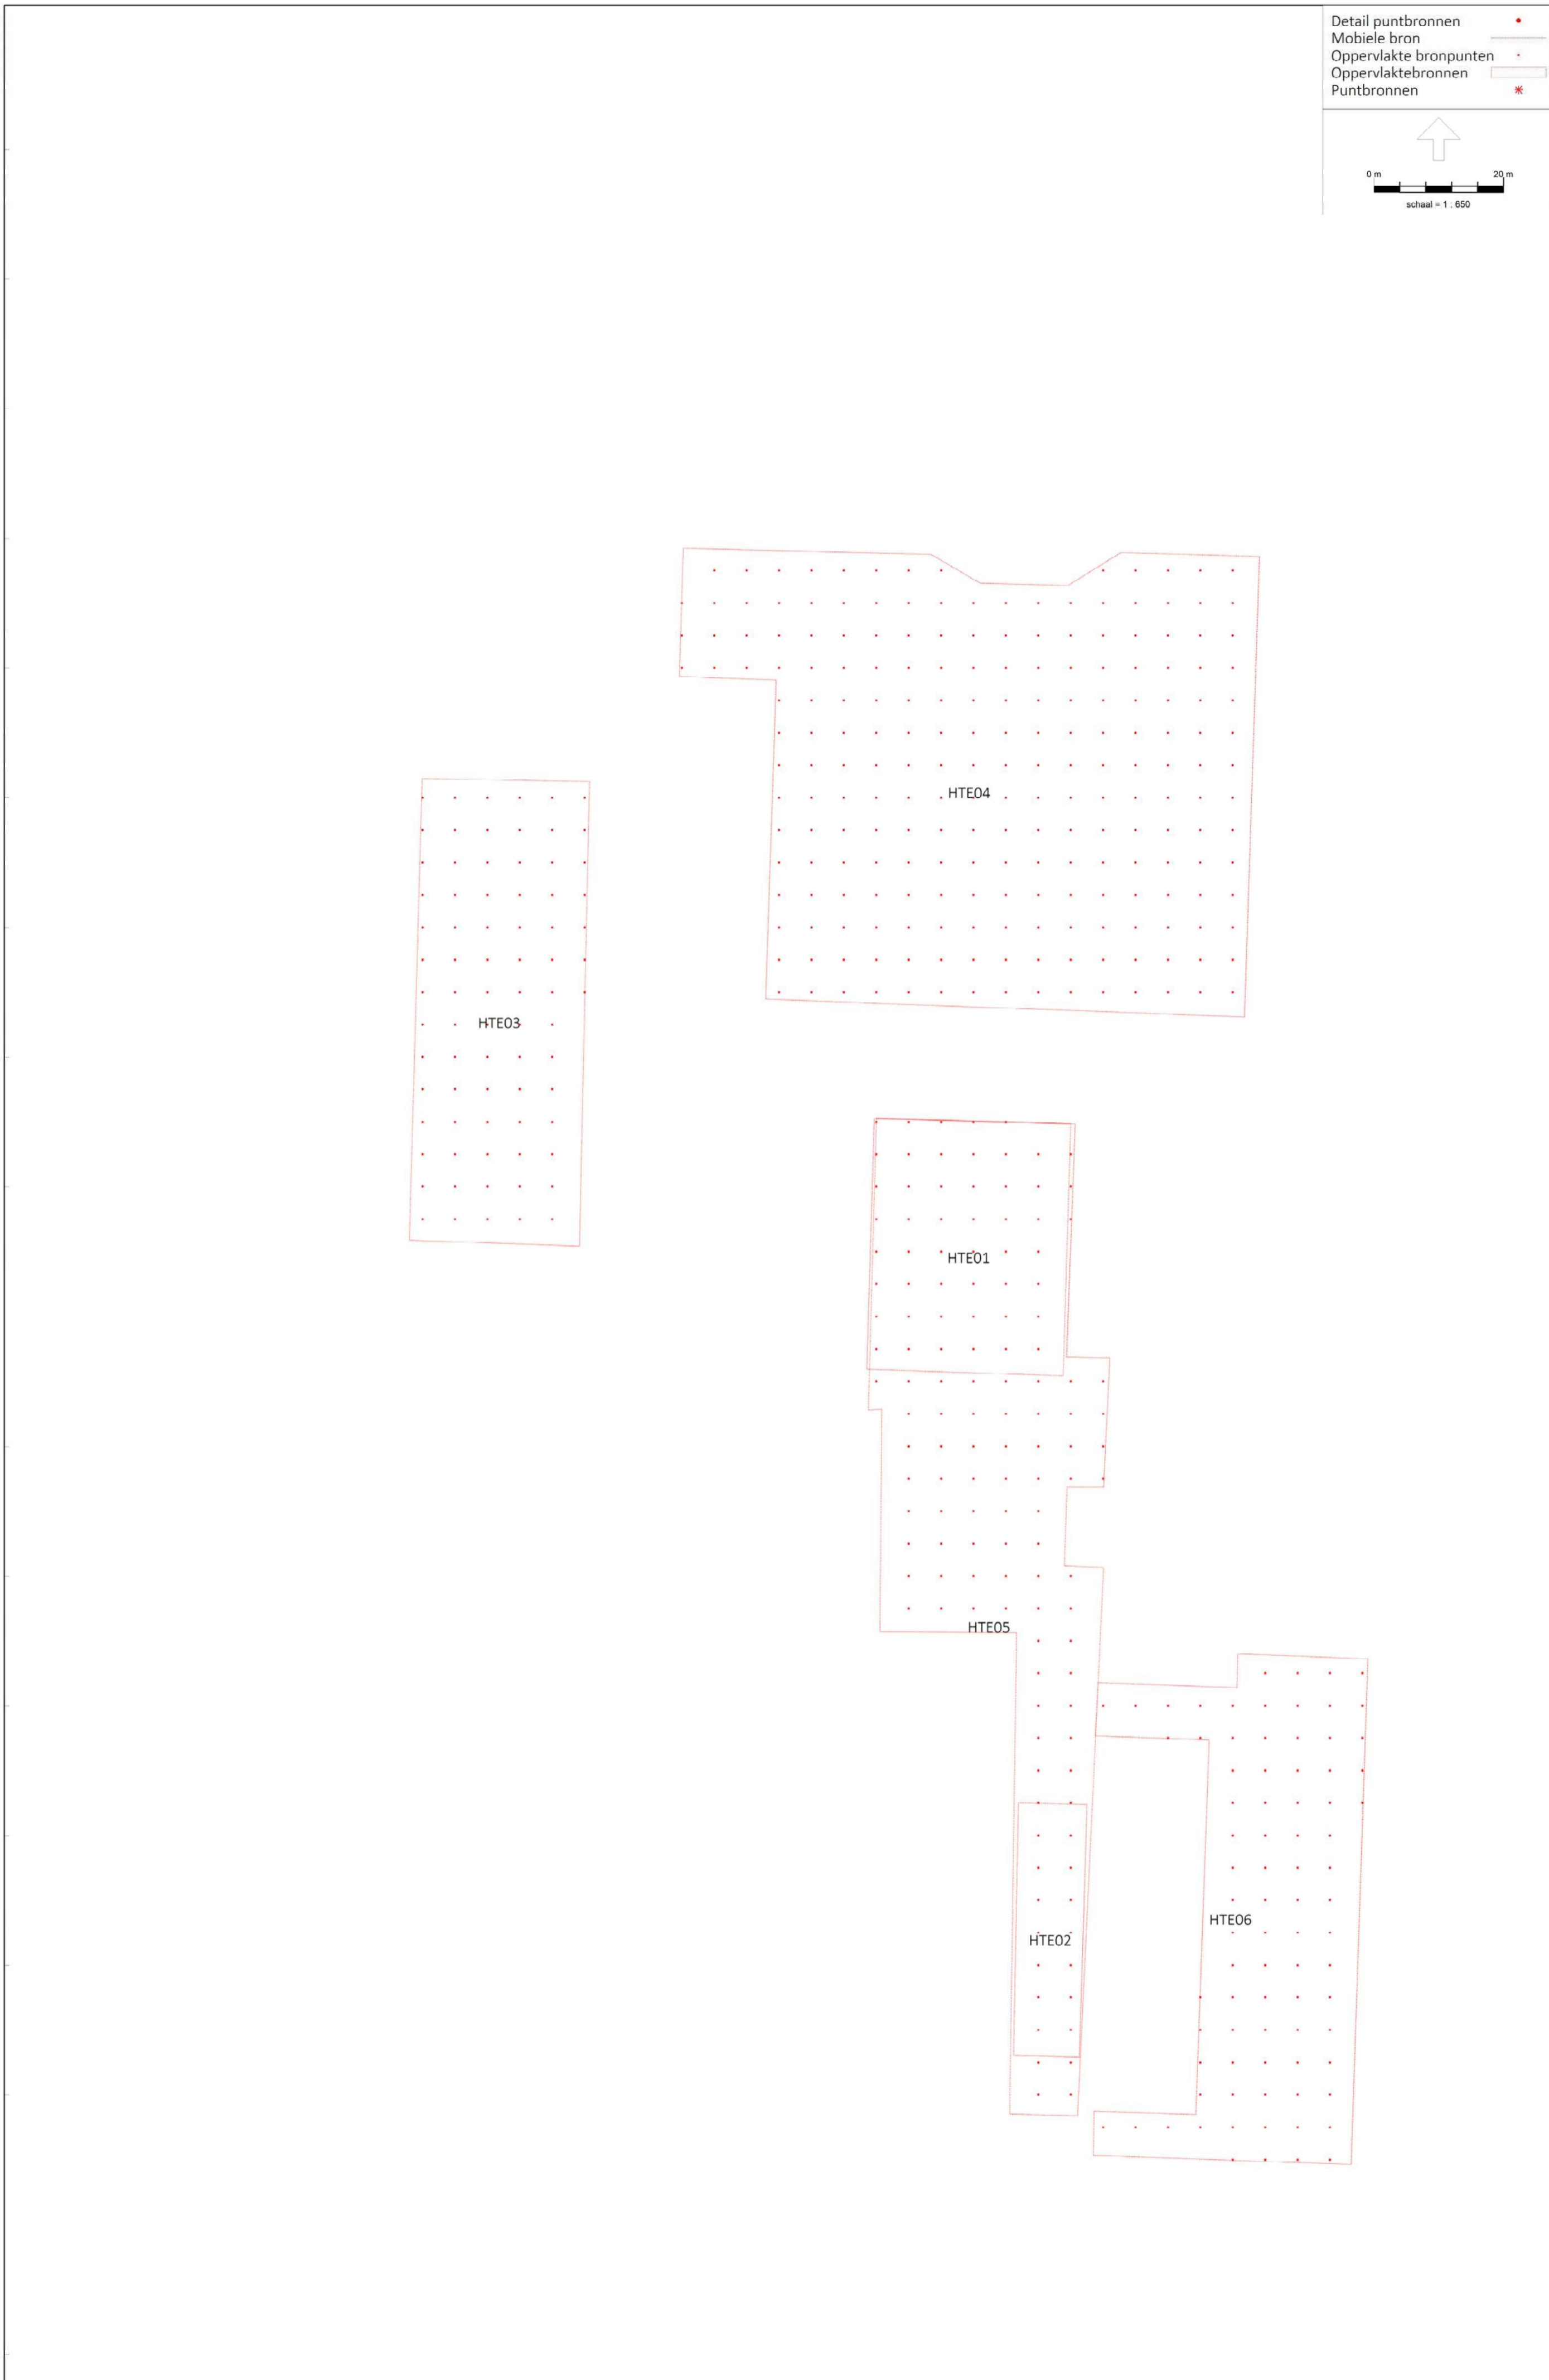 Detail puntbronnen
Mobiele bron
Oppervlakte bronpunten
Oppervlaktebronnen
Puntbronnen
0 m 20 m
schaal = 1 : 650
HTE04
HTE03
HTE01
HTE05
HTE06
HTE02